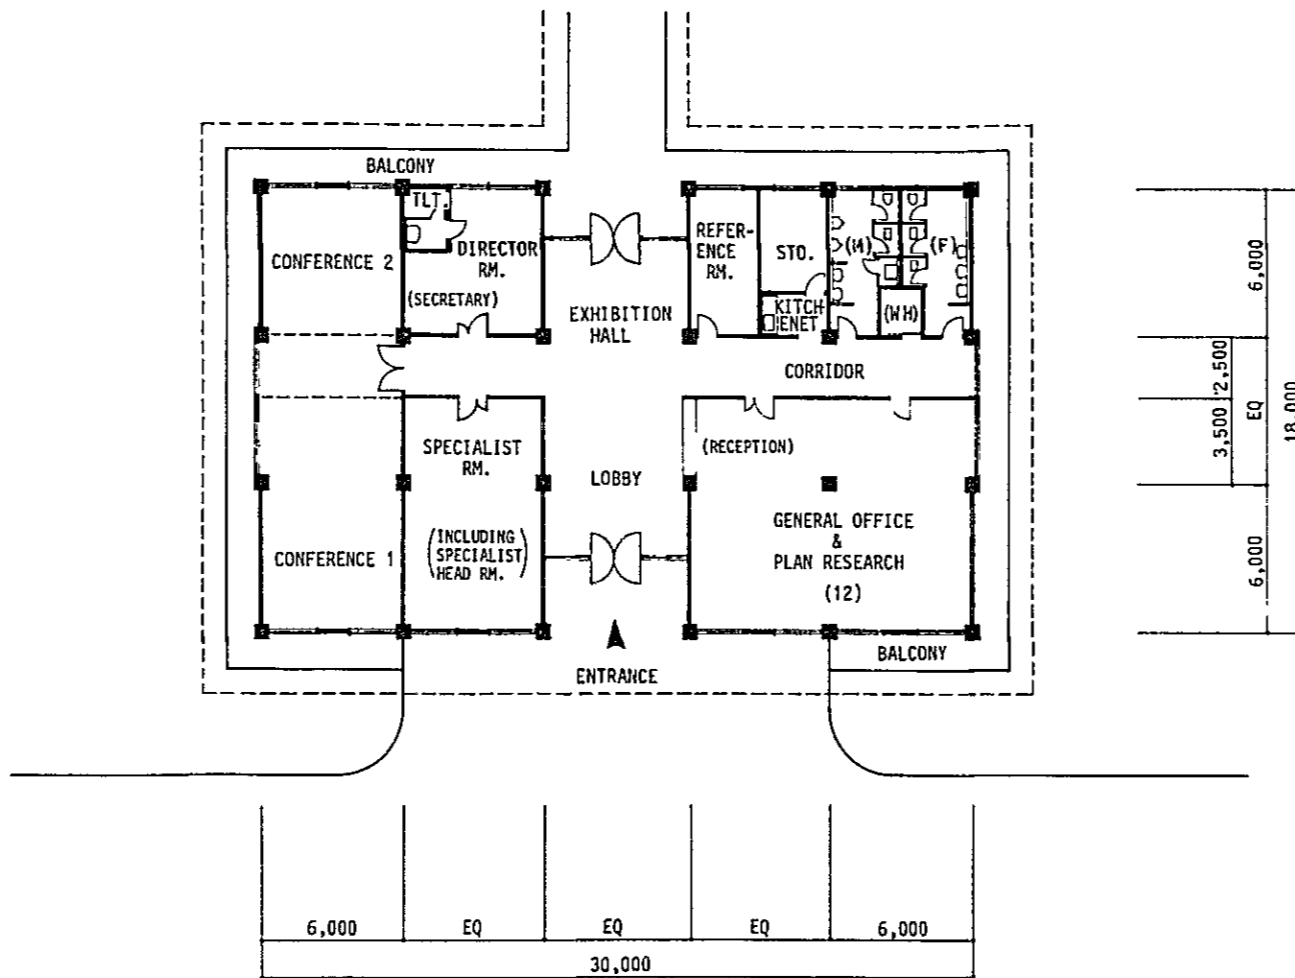 BALCONY
TLT.
CONFERENCE 2
DIRECTOR
RM.
(SECRETARY)
EXHIBITION
HALL
REFER-
ENCE
RM.
STO.
KITCH
ENET
(M)
(F)
(WH)
CORRIDOR
SPECIALIST
RM.
(INCLUDING
SPECIALIST
HEAD RM.)
CONFERENCE 1
LOBBY
(RECEPTION)
GENERAL OFFICE
&
PLAN RESEARCH
(12)
BALCONY
ENTRANCE
6,000
2,500
3,500
EQ
18,000
6,000
6,000
EQ
EQ
EQ
6,000
30,000